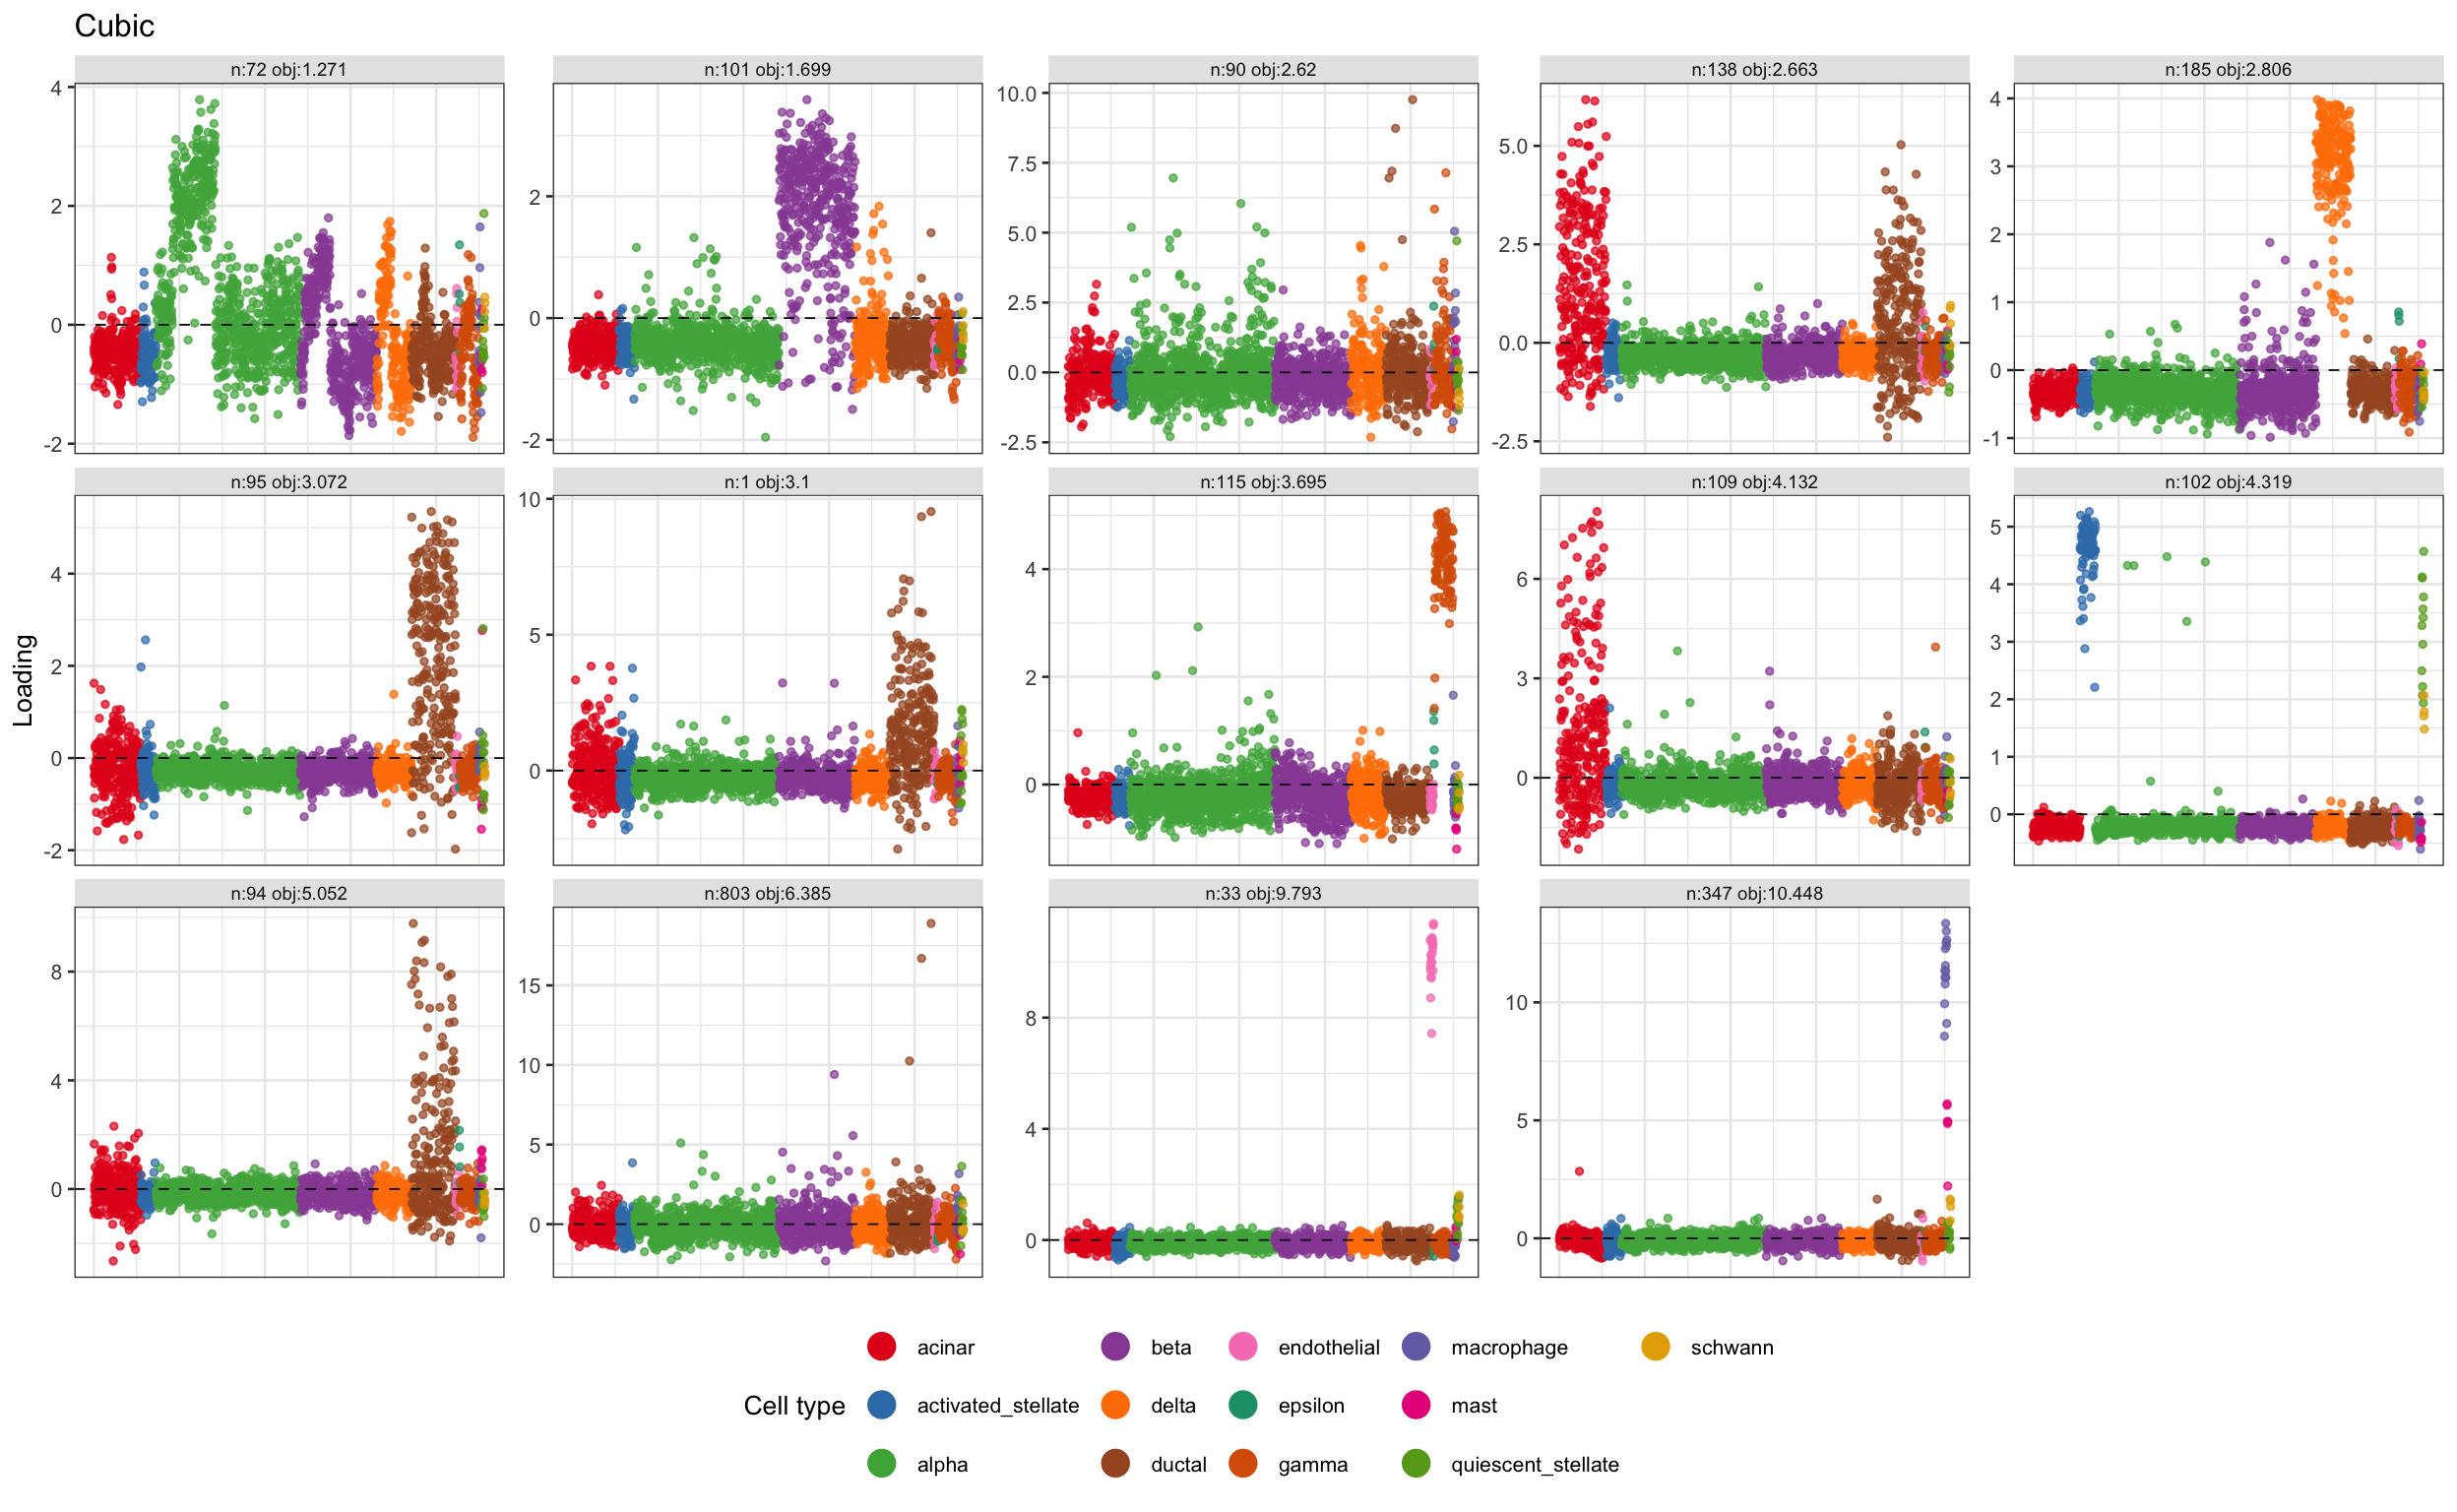 Cubic
n:72 obj:1.271
n:101 obj:1.699
n:90 obj:2.62
n:138 obj:2.663
n:185 obj:2.806
4
2
0
-2
2
0
-2
10.0
7.5
5.0
2.5
0.0
-2.5
5.0
2.5
0.0
-2.5
4
3
2
1
0
-1
n:95 obj:3.072
n:1 obj:3.1
n:115 obj:3.695
n:109 obj:4.132
n:102 obj:4.319
Loading
4
2
0
-2
10
5
0
4
2
0
6
3
0
5
4
3
2
1
0
n:94 obj:5.052
n:803 obj:6.385
n:33 obj:9.793
n:347 obj:10.448
8
4
0
15
10
5
0
8
4
0
10
5
0
Cell type
acinar
activated_stellate
alpha
beta
delta
ductal
endothelial
epsilon
gamma
macrophage
mast
quiescent_stellate
schwann